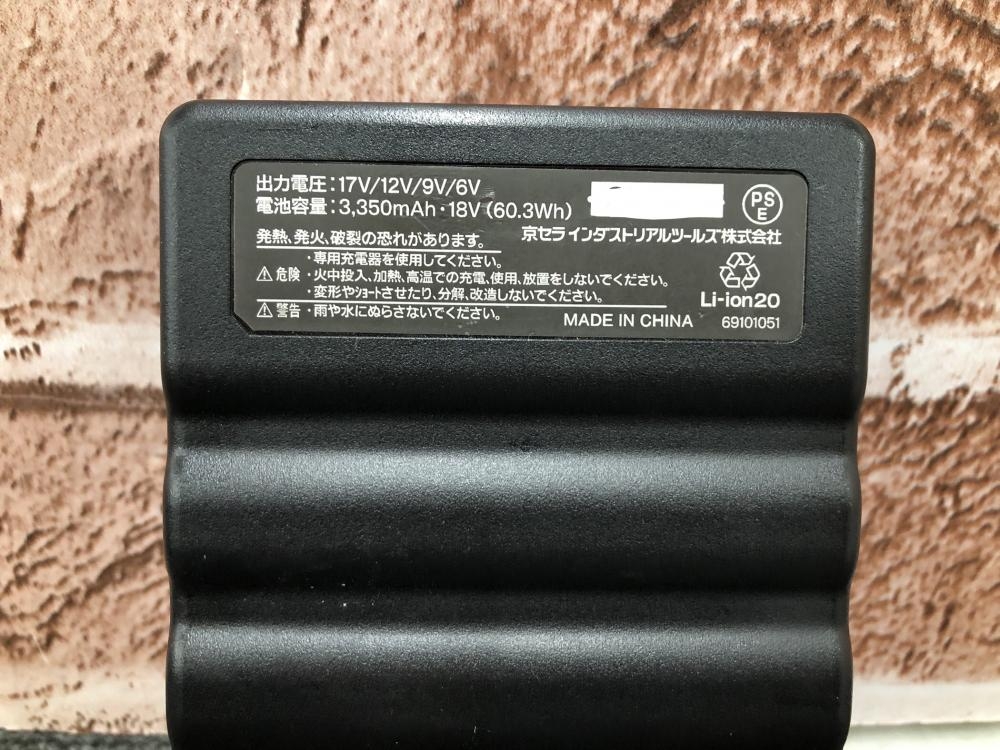 出力電圧:17V/12V/9V/6V
電池容量:3,350mAh・18V(60.3Wh)
PS
E
京セラインダストリアルツールズ株式会社
発熱、発火、破裂の恐れがあります。
・専用充電器を使用してください。
危険 ・火中投入、加熱、高温での充電、使用、放置をしないでください。
・変形やショートさせたり、分解、改造しないでください。
警告 ・雨や水にぬらさないでください。
Li-ion20
MADE IN CHINA
69101051